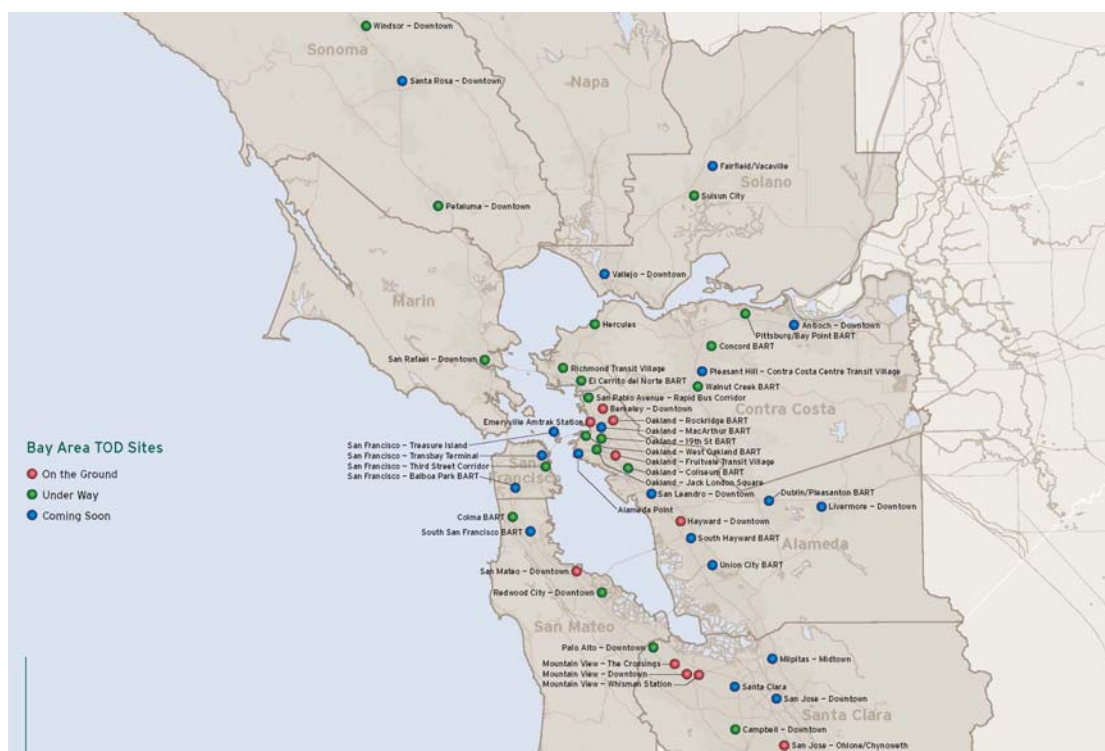 Windsor – Downtown
Sonoma
Santa Rosa – Downtown
Napa
Fairfield/Vacaville
Solano
Suisun City
Petaluma – Downtown
Vallejo – Downtown
Marin
Hercules
Antioch – Downtown
Pittsburg/Bay Point BART
Concord BART
San Rafael – Downtown
Richmond Transit Village
Pleasant Hill – Contra Costa Centre Transit Village
El Cerrito del Norte BART
Walnut Creek BART
San Pablo Avenue – Rapid Bus Corridor
Berkeley – Downtown
Contra Costa
Emeryville Amtrak Station
Oakland – Rockridge BART
Oakland – MacArthur BART
Oakland – 19th St BART
Oakland – West Oakland BART
Oakland – Fruitvale Transit Village
Oakland – Coliseum BART
Oakland – Jack London Square
San Francisco – Treasure Island
San Francisco – Transbay Terminal
San Francisco – Third Street Corridor
San Francisco – Balboa Park BART
San
Francisco
Bay Area TOD Sites
On the Ground
Under Way
Coming Soon
San Leandro – Downtown
Dublin/Pleasanton BART
Livermore – Downtown
Alameda Point
Colma BART
Hayward – Downtown
South San Francisco BART
South Hayward BART
Alameda
Union City BART
San Mateo – Downtown
Redwood City – Downtown
San Mateo
Palo Alto – Downtown
Milpitas – Midtown
Mountain View – The Crossings
Mountain View – Downtown
Mountain View – Whisman Station
Santa Clara
San Jose – Downtown
Santa Clara
Campbell – Downtown
San Jose – Ohlone/Chynoweth